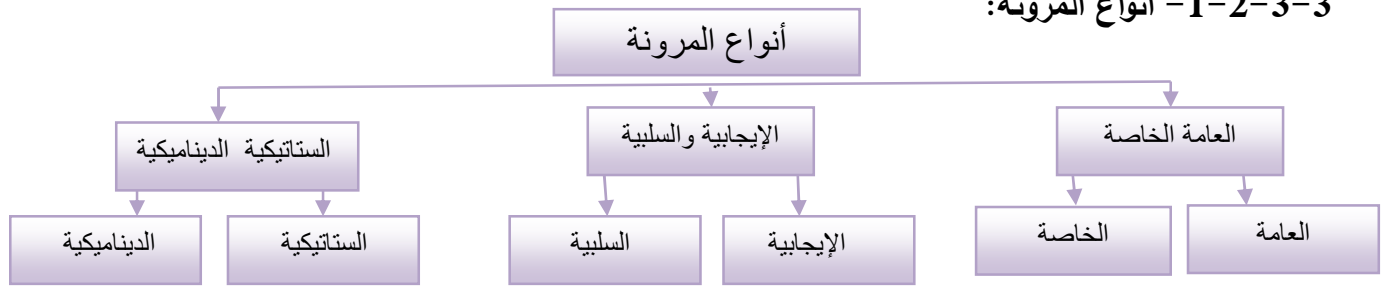 3-3-2-1- أنواع المرونة:
أنواع المرونة
العامة الخاصة
الإيجابية والسلبية
الستاتيكية الديناميكية
العامة
الخاصة
الإيجابية
السلبية
الستاتيكية
الديناميكية